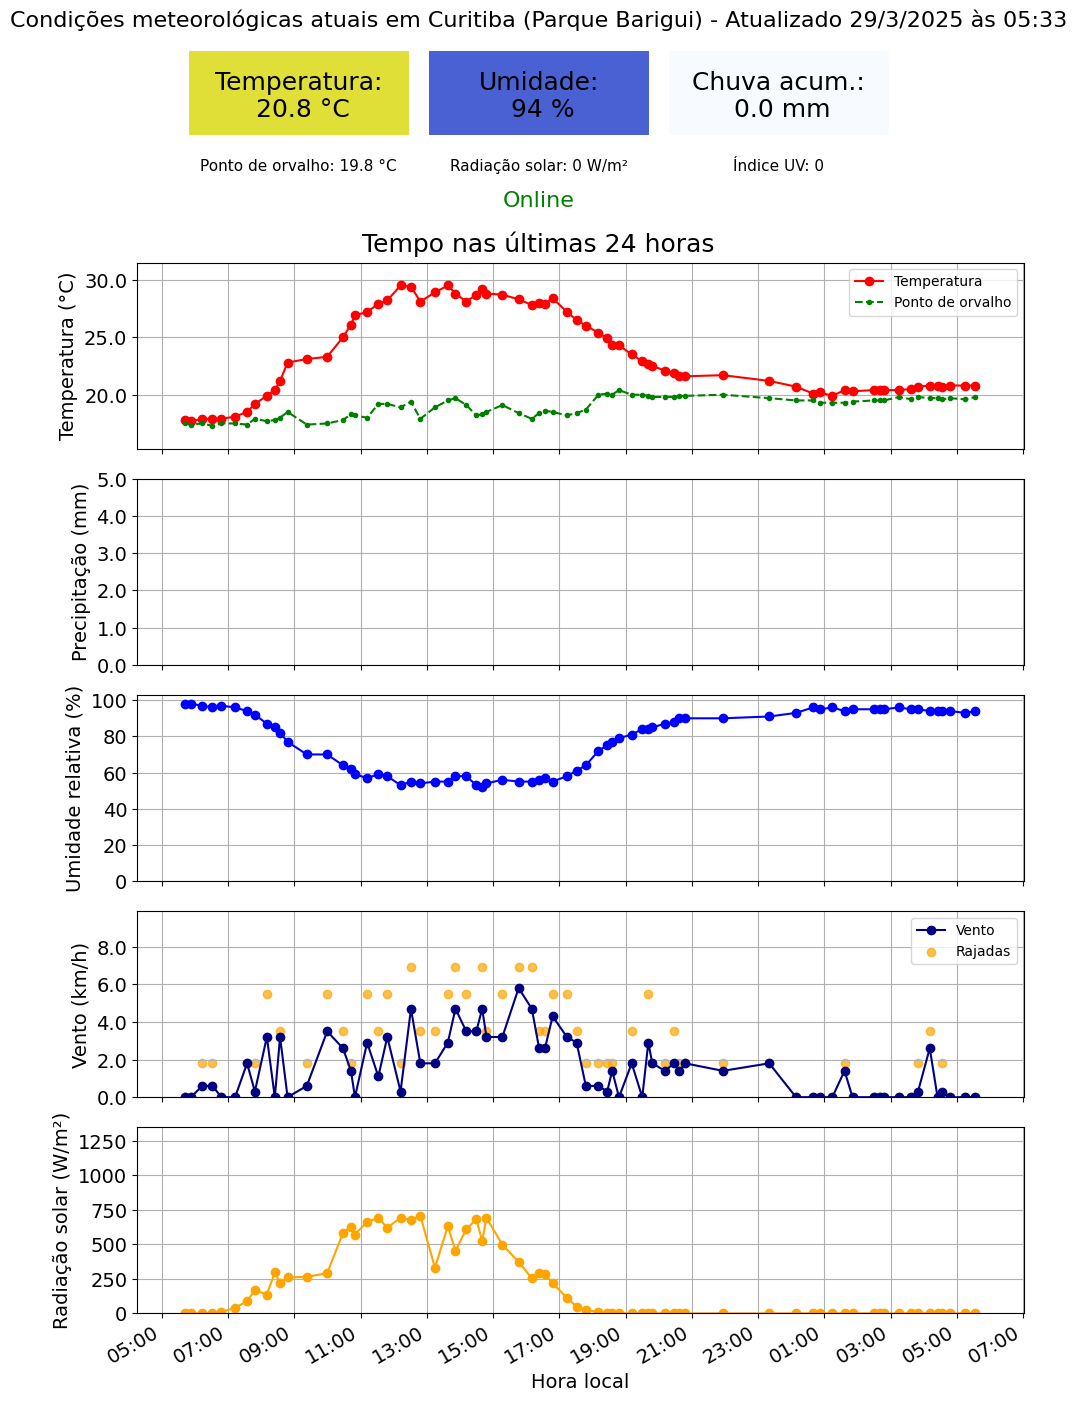 Condições meteorológicas atuais em Curitiba (Parque Barigui) - Atualizado 29/3/2025 às 05:33
Temperatura:
20.8 °C
Umidade:
94 %
Chuva acum.:
0.0 mm
Ponto de orvalho: 19.8 °C
Radiação solar: 0 W/m²
Índice UV: 0
Online
Tempo nas últimas 24 horas
Temperatura (°C)
30.0
25.0
20.0
Temperatura
Ponto de orvalho
Precipitação (mm)
5.0
4.0
3.0
2.0
1.0
0.0
Umidade relativa (%)
100
80
60
40
20
0
Vento (km/h)
8.0
6.0
4.0
2.0
0.0
Vento
Rajadas
Radiação solar (W/m²)
1250
1000
750
500
250
0
05:00
07:00
09:00
11:00
13:00
15:00
17:00
19:00
21:00
23:00
01:00
03:00
05:00
07:00
Hora local